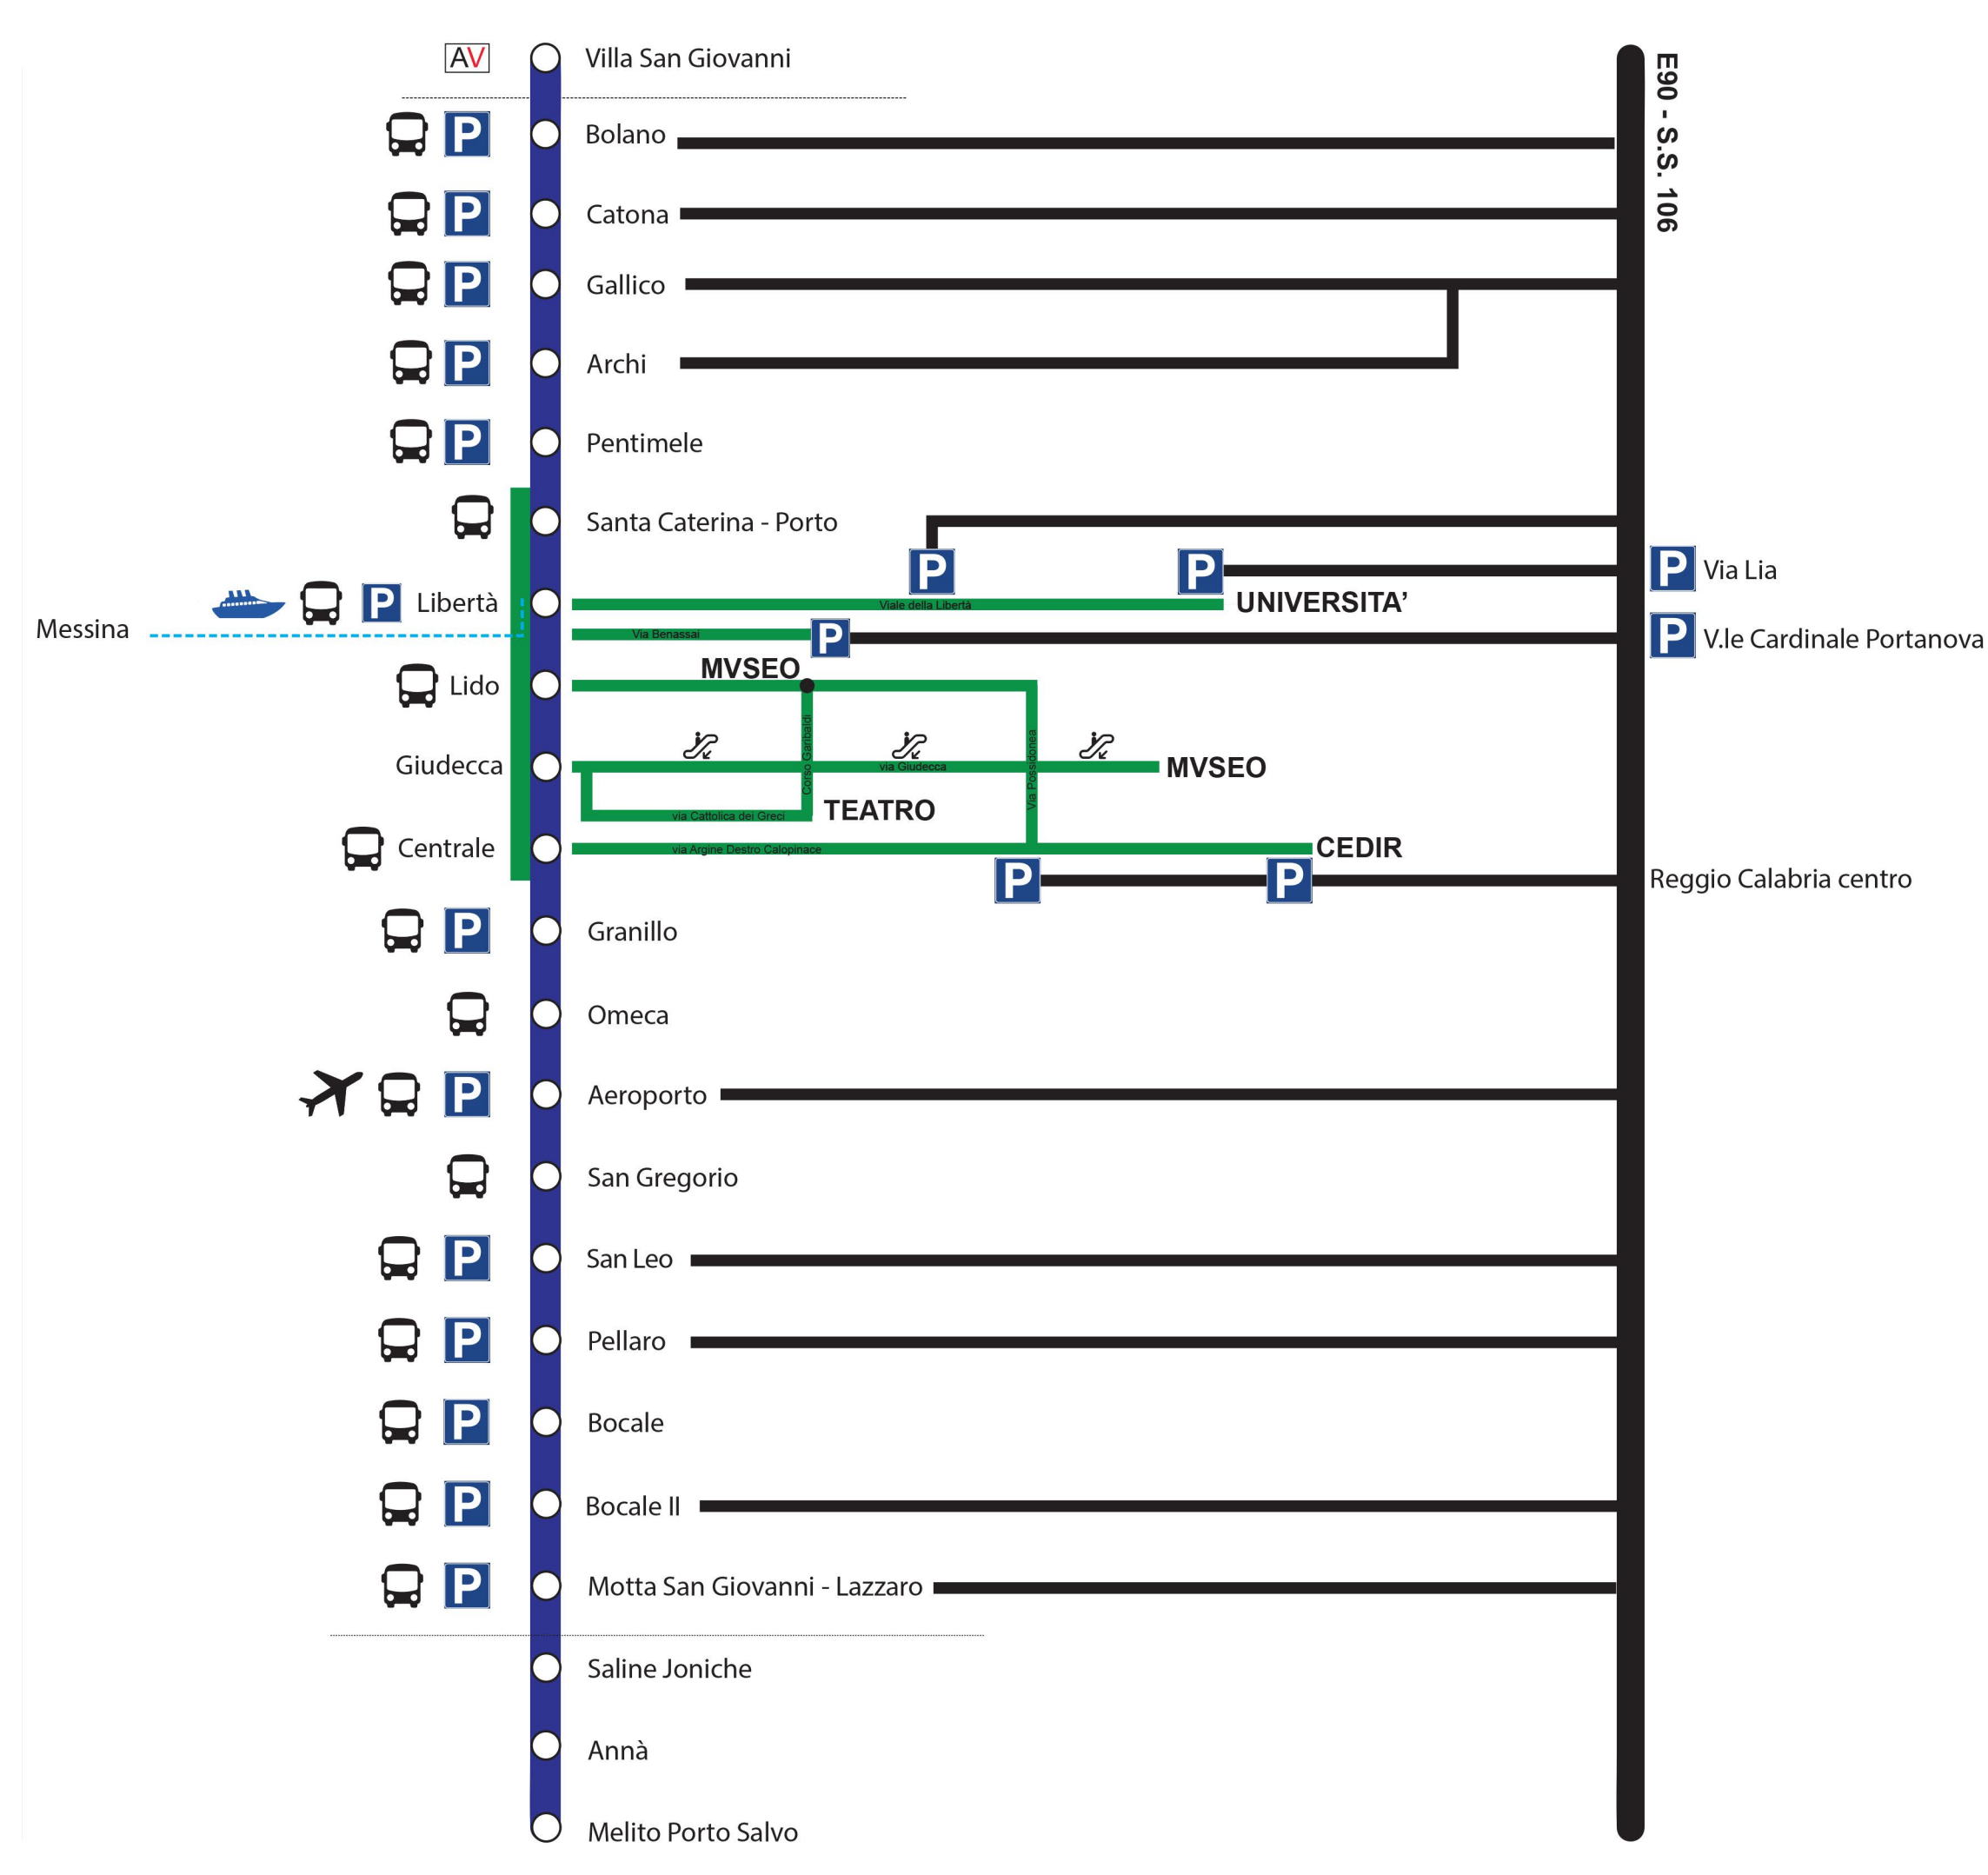 AV Villa San Giovanni
E90 - S.S. 106
P Bolano
P Catona
P Gallico
P Archi
P Pentimele
Santa Caterina - Porto
P
P
P Via Lia
P Libertà
Viale della Libertà
UNIVERSITA'
Messina
Via Benassai
P
P V.le Cardinale Portanova
MVSEO
Lido
Corso Garibaldi
Via Possidonea
Giudecca
via Giudecca
MVSEO
via Cattolica dei Greci
TEATRO
Centrale
via Argine Destro Calopinace
CEDIR
P
P
Reggio Calabria centro
P Granillo
Omeca
P Aeroporto
San Gregorio
P San Leo
P Pellaro
P Bocale
P Bocale II
P Motta San Giovanni - Lazzaro
Saline Joniche
Annà
Melito Porto Salvo